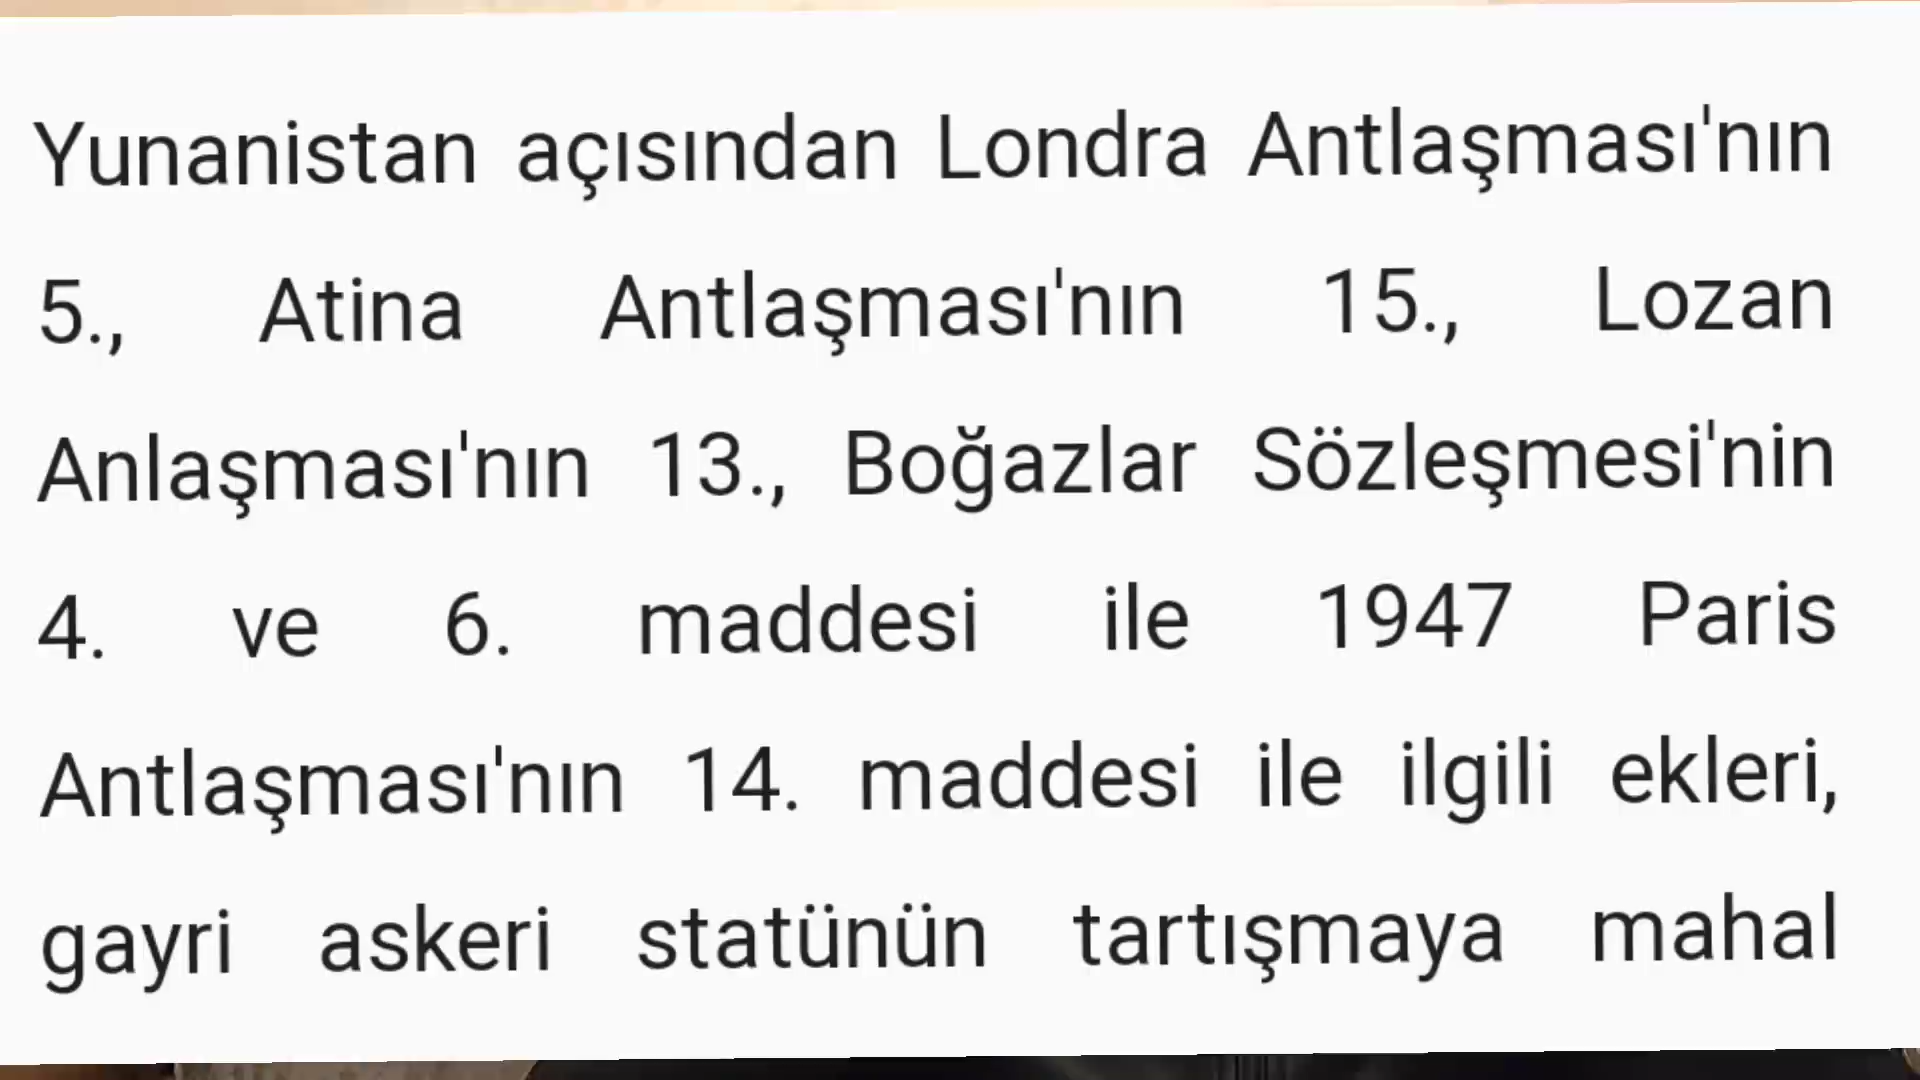 Yunanistan açısından Londra Antlaşması'nın
5., Atina Antlaşması'nın 15., Lozan
Anlaşması'nın 13., Boğazlar Sözleşmesi'nin
4. ve 6. maddesi ile 1947 Paris
Antlaşması'nın 14. maddesi ile ilgili ekleri,
gayri askeri statünün tartışmaya mahal